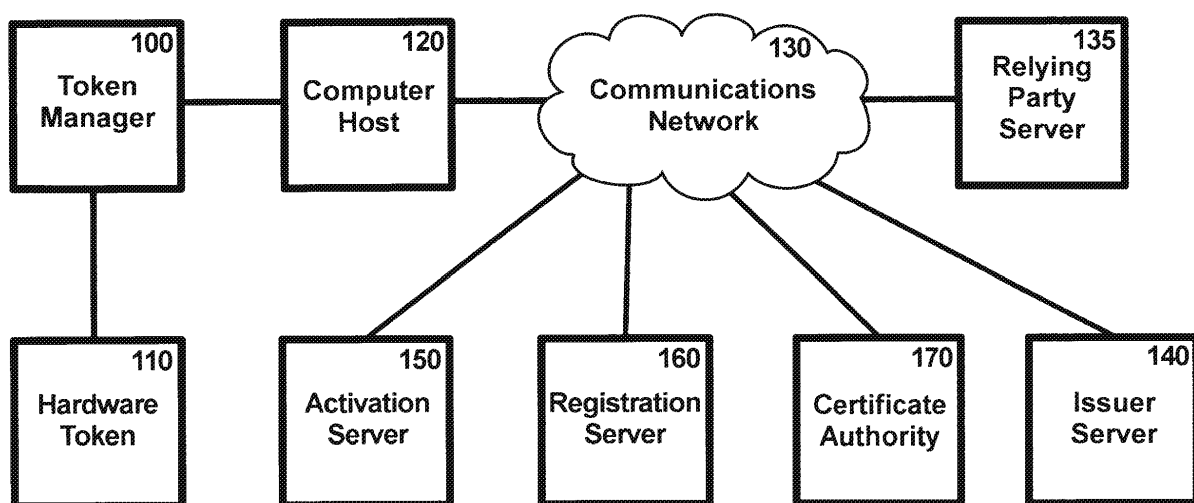 100
Token
Manager
120
Computer
Host
130
Communications
Network
135
Relying
Party
Server
110
Hardware
Token
150
Activation
Server
160
Registration
Server
170
Certificate
Authority
140
Issuer
Server